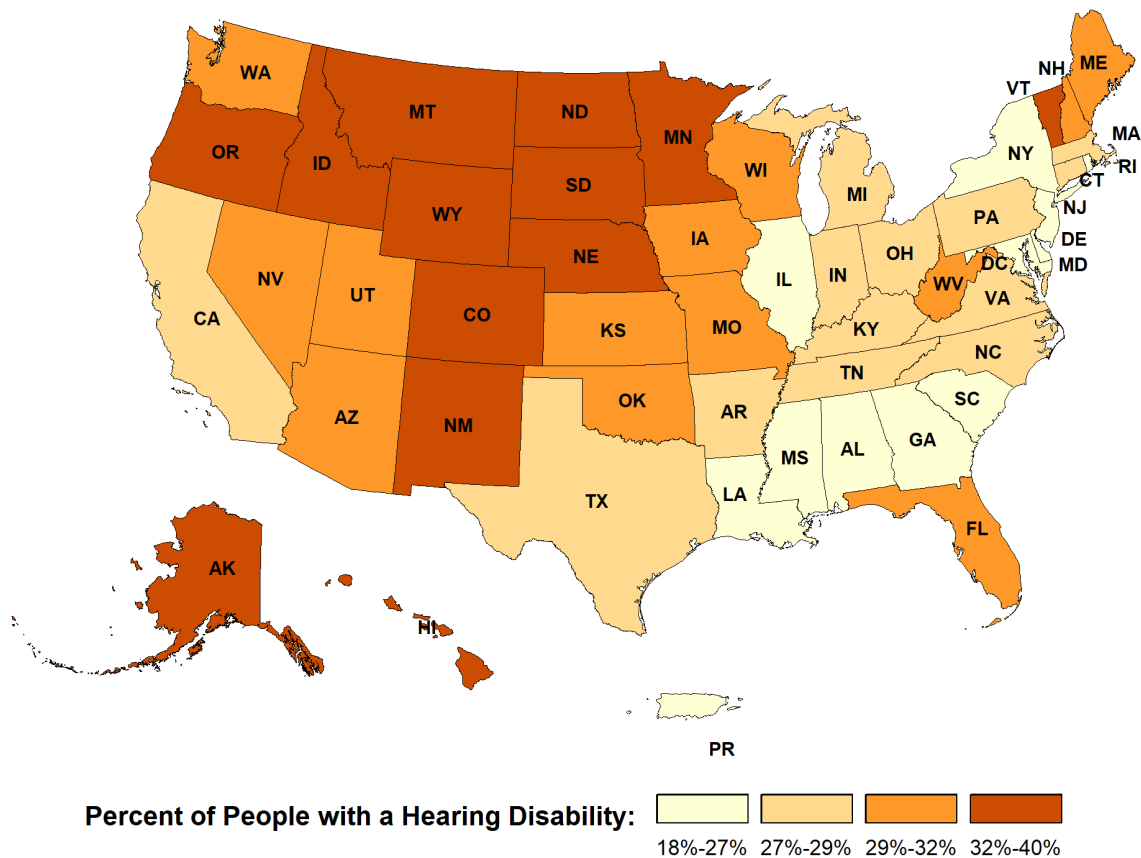 WA
MT
ND
MN
OR
ID
SD
WY
WI
NE
IA
NV
UT
CO
CA
KS
MO
IL
MI
IN
OH
PA
NY
VT
NH
ME
MA
RI
CT
NJ
DE
MD
DC
WV
VA
KY
NC
TN
SC
AZ
NM
OK
AR
MS
AL
GA
LA
TX
FL
AK
HI
PR
Percent of People with a Hearing Disability:
18%-27% 27%-29% 29%-32% 32%-40%